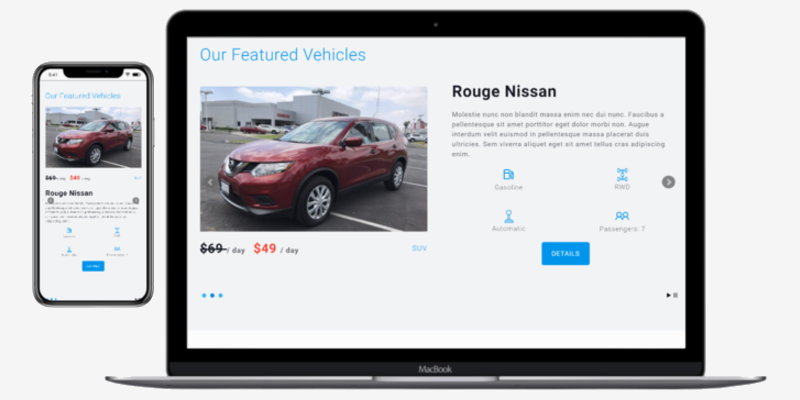 9:41
Our Featured Vehicles
$69 / day $49 / day SUV
Rouge Nissan
Our Featured Vehicles
Rouge Nissan
Molestie nunc non blandit massa enim nec dui nunc. Faucibus a
pellentesque sit amet porttitor eget dolor morbi non. Augue
interdum velit euismod in pellentesque massa placerat duis
ultricies. Sem viverra aliquet eget sit amet tellus cras adipiscing
enim.
Gasoline RWD
Automatic Passengers: 7
$69 / day $49 / day SUV
DETAILS
MacBook